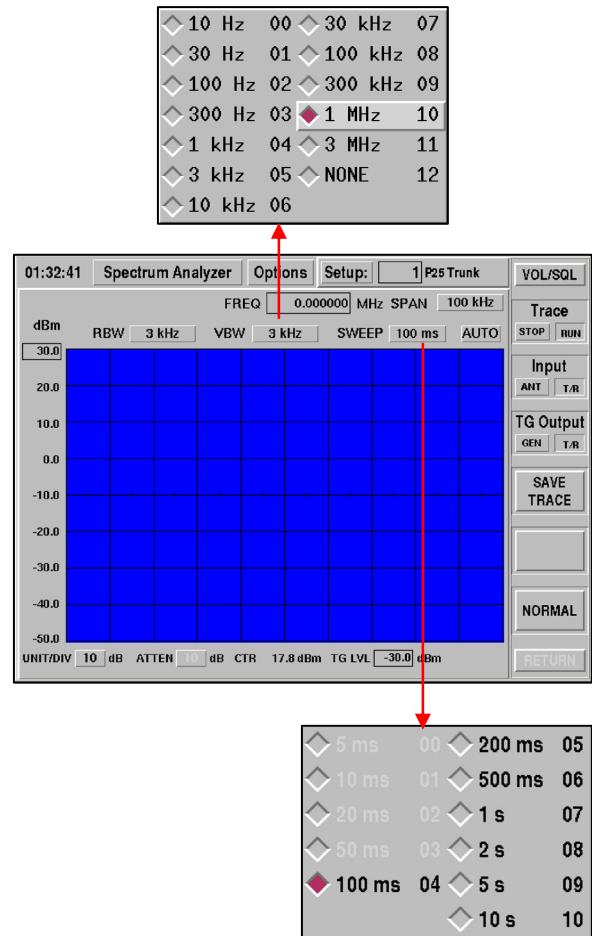 10 Hz 00 30 kHz 07
30 Hz 01 100 kHz 08
100 Hz 02 300 kHz 09
300 Hz 03 1 MHz 10
1 kHz 04 3 MHz 11
3 kHz 05 NONE 12
10 kHz 06
01:32:41 Spectrum Analyzer Options Setup: 1 P25 Trunk VOL/SQL
FREQ 0.000000 MHz SPAN 100 kHz
Trace
dBm RBW 3 kHz VBW 3 kHz SWEEP 100 ms AUTO
STOP RUN
30.0
20.0
10.0
0.0
-10.0
-20.0
-30.0
-40.0
-50.0
Input
ANT T/R
TG Output
GEN T/R
SAVE
TRACE
NORMAL
RETURN
UNIT/DIV 10 dB ATTEN 10 dB CTR 17.8 dBm TG LVL -30.0 dBm
5 ms 00 200 ms 05
10 ms 01 500 ms 06
20 ms 02 1 s 07
50 ms 03 2 s 08
100 ms 04 5 s 09
10 s 10